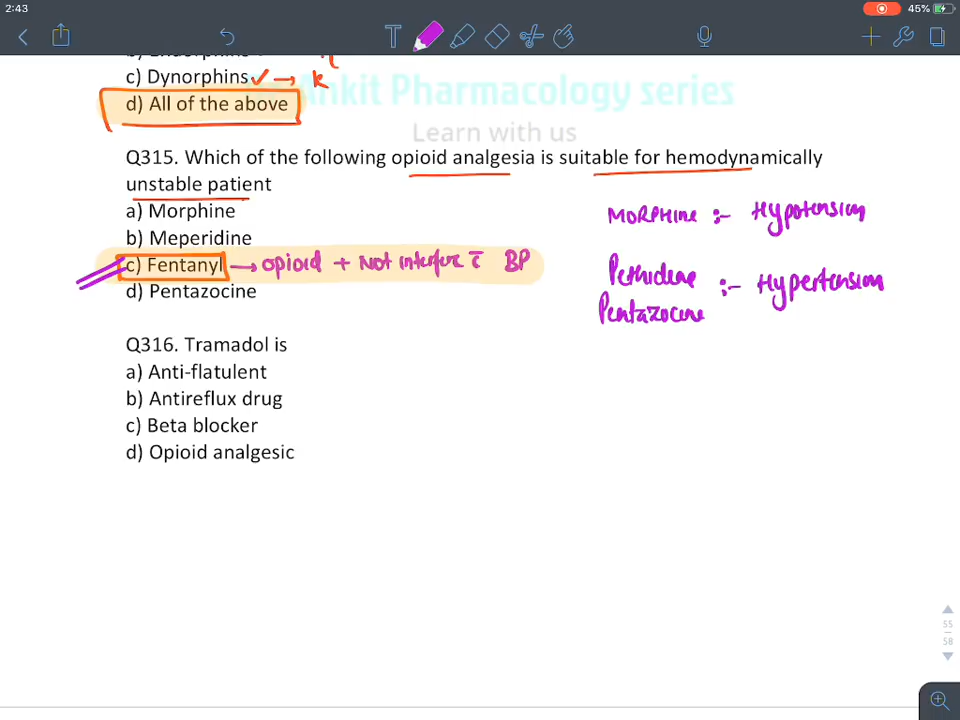 2:43
45%
T
c) Dynorphins ✓ → K
Ankit Pharmacology series
d) All of the above
Learn with us
Q315. Which of the following opioid analgesia is suitable for hemodynamically
unstable patient
a) Morphine
MORPHINE :- Hypotension
b) Meperidine
c) Fentanyl → opioid + Not interfere c̄ BP
Pethidene
Pentazocine :- Hypertension
d) Pentazocine
Q316. Tramadol is
a) Anti-flatulent
b) Antireflux drug
c) Beta blocker
d) Opioid analgesic
55
58